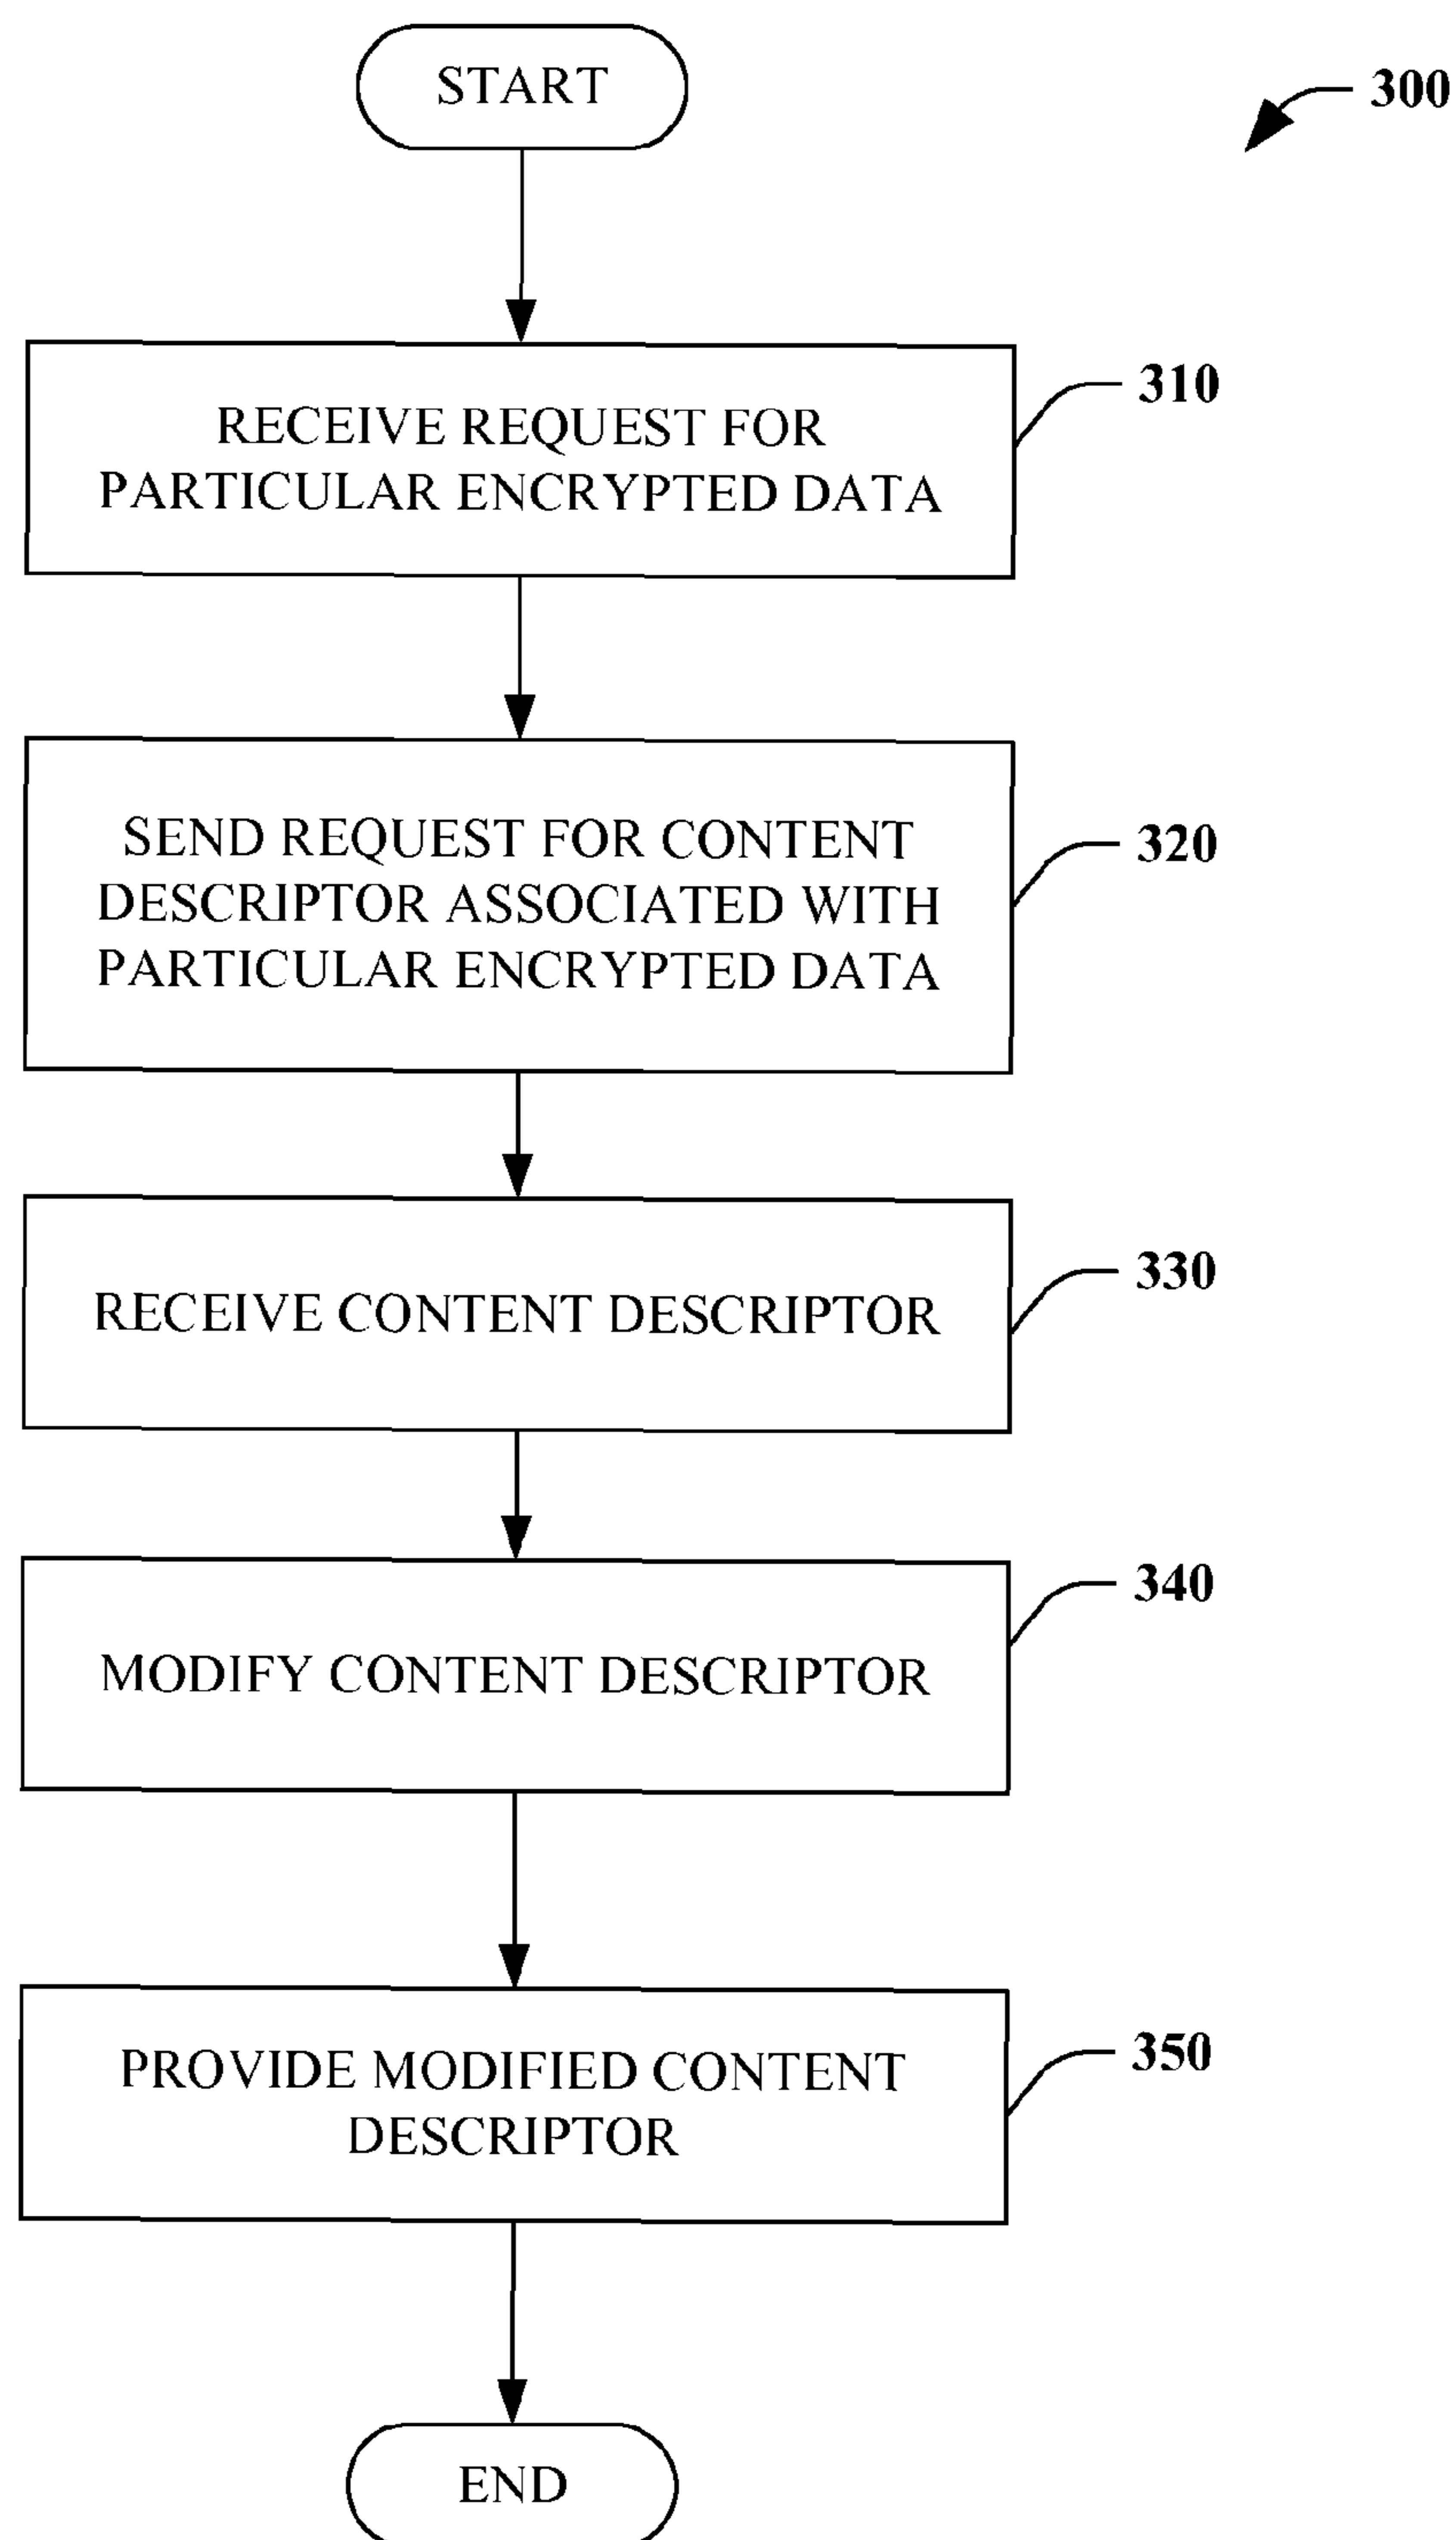 START
300
RECEIVE REQUEST FOR
PARTICULAR ENCRYPTED DATA
310
SEND REQUEST FOR CONTENT
DESCRIPTOR ASSOCIATED WITH
PARTICULAR ENCRYPTED DATA
320
RECEIVE CONTENT DESCRIPTOR
330
MODIFY CONTENT DESCRIPTOR
340
PROVIDE MODIFIED CONTENT
DESCRIPTOR
350
END